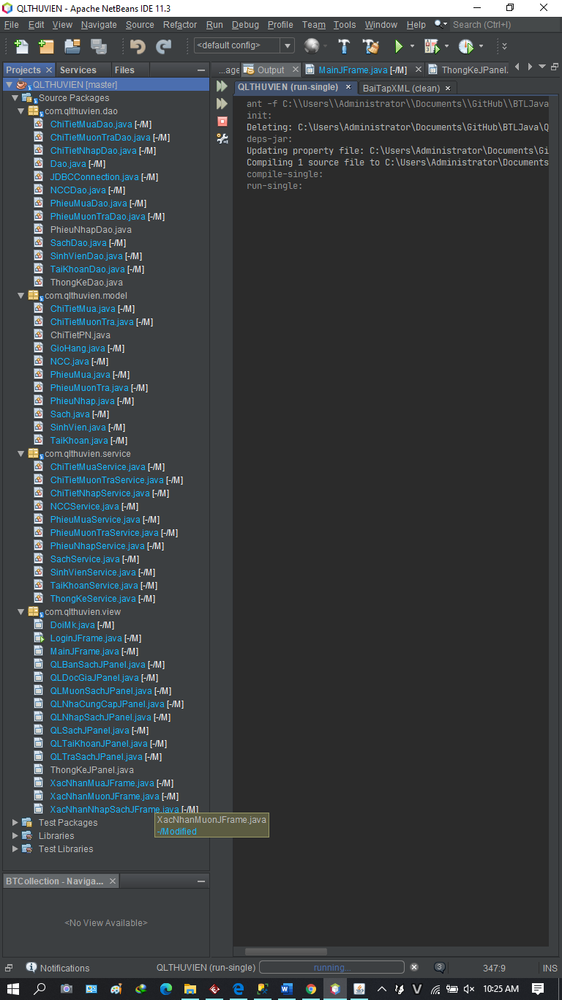 QLTHUVIEN - Apache NetBeans IDE 11.3
File Edit View Navigate Source Refactor Run Debug Profile Team Tools Window Help Search (Ctrl+I)
<default config>
Projects Services Files
...age Output MainJFrame.java [-/M] ThongKeJPanel.
QLTHUVIEN (run-single) BaiTapXML (clean)
QLTHUVIEN [master]
Source Packages
com.qlthuvien.dao
ChiTietMuaDao.java [-/M]
ChiTietMuonTraDao.java [-/M]
ChiTietNhapDao.java [-/M]
Dao.java [-/M]
JDBCConnection.java [-/M]
NCCDao.java [-/M]
PhieuMuaDao.java [-/M]
PhieuMuonTraDao.java [-/M]
PhieuNhapDao.java
SachDao.java [-/M]
SinhVienDao.java [-/M]
TaiKhoanDao.java [-/M]
ThongKeDao.java
com.qlthuvien.model
ChiTietMua.java [-/M]
ChiTietMuonTra.java [-/M]
ChiTietPN.java
GioHang.java [-/M]
NCC.java [-/M]
PhieuMua.java [-/M]
PhieuMuonTra.java [-/M]
PhieuNhap.java [-/M]
Sach.java [-/M]
SinhVien.java [-/M]
TaiKhoan.java [-/M]
com.qlthuvien.service
ChiTietMuaService.java [-/M]
ChiTietMuonTraService.java [-/M]
ChiTietNhapService.java [-/M]
NCCService.java [-/M]
PhieuMuaService.java [-/M]
PhieuMuonTraService.java [-/M]
PhieuNhapService.java [-/M]
SachService.java [-/M]
SinhVienService.java [-/M]
TaiKhoanService.java [-/M]
ThongKeService.java [-/M]
com.qlthuvien.view
DoiMk.java [-/M]
LoginJFrame.java [-/M]
MainJFrame.java [-/M]
QLBanSachJPanel.java [-/M]
QLDocGiaJPanel.java [-/M]
QLMuonSachJPanel.java [-/M]
QLNhaCungCapJPanel.java [-/M]
QLNhapSachJPanel.java [-/M]
QLSachJPanel.java [-/M]
QLTaiKhoanJPanel.java [-/M]
QLTraSachJPanel.java [-/M]
ThongKeJPanel.java
XacNhanMuaJFrame.java [-/M]
XacNhanMuonJFrame.java [-/M]
XacNhanNhapSachJFrame.java [-/M]
XacNhanMuonJFrame.java
-/Modified
Test Packages
Libraries
Test Libraries
ant -f C:\\Users\\Administrator\\Documents\\GitHub\\BTLJava
init:
Deleting: C:\Users\Administrator\Documents\GitHub\BTLJava\Q
deps-jar:
Updating property file: C:\Users\Administrator\Documents\Gi
Compiling 1 source file to C:\Users\Administrator\Documents
compile-single:
run-single:
BTCollection - Naviga...
<No View Available>
Notifications QLTHUVIEN (run-single) running... 3 347:9 INS
10:25 AM